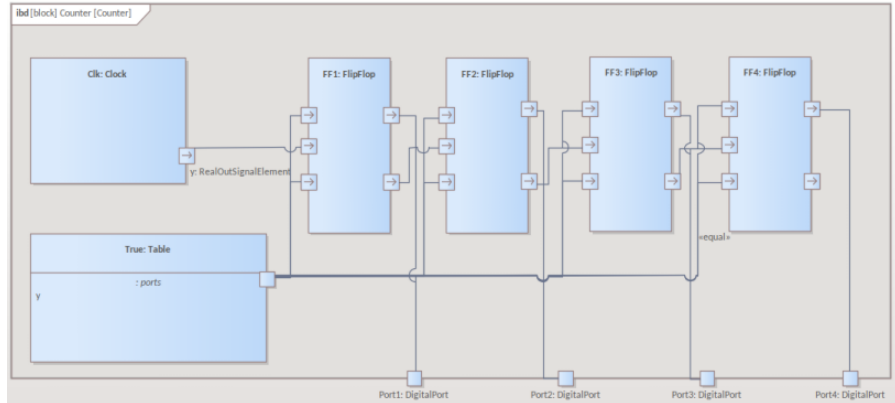 ibd [block] Counter [Counter]
Clk: Clock
FF1: FlipFlop
FF2: FlipFlop
FF3: FlipFlop
FF4: FlipFlop
y: RealOutSignalElement
True: Table
: ports
y
«equal»
Port1: DigitalPort
Port2: DigitalPort
Port3: DigitalPort
Port4: DigitalPort